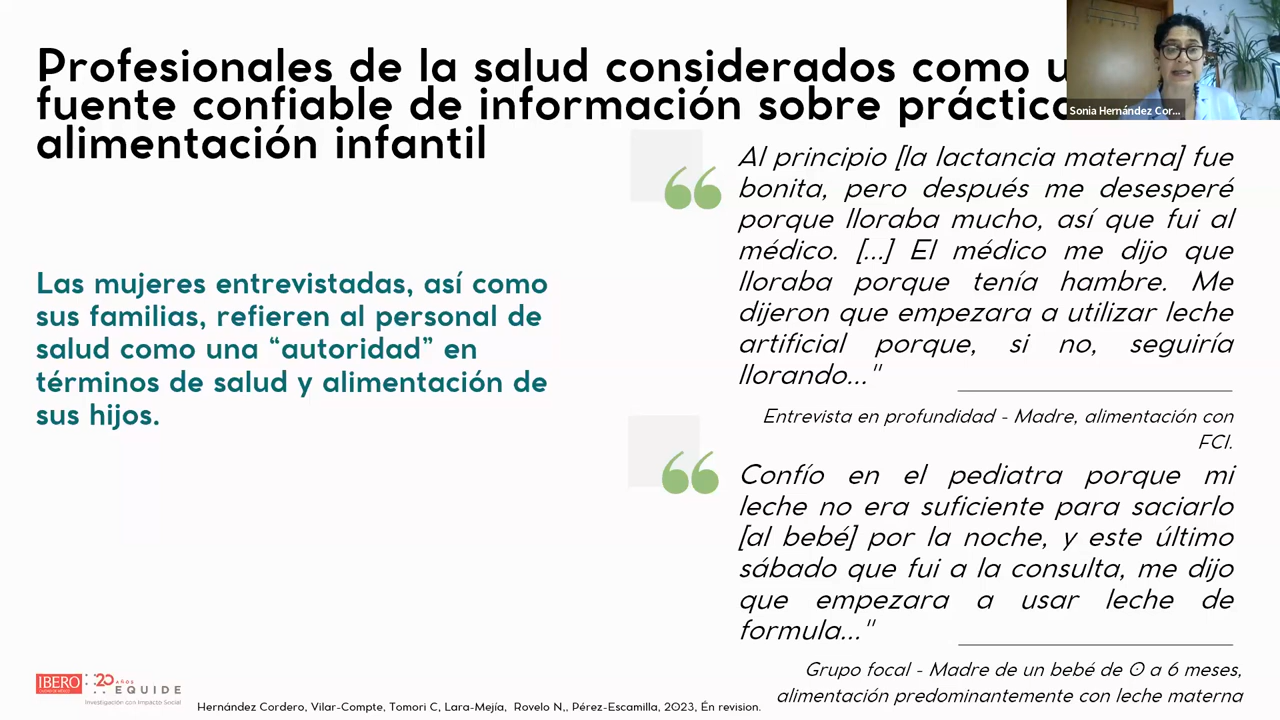 Profesionales de la salud considerados como u
fuente confiable de información sobre práctica
alimentación infantil
Sonia Hernández Cor...
Las mujeres entrevistadas, así como
sus familias, refieren al personal de
salud como una “autoridad” en
términos de salud y alimentación de
sus hijos.
Al principio [la lactancia materna] fue
bonita, pero después me desesperé
porque lloraba mucho, así que fui al
médico. [...] El médico me dijo que
lloraba porque tenía hambre. Me
dijeron que empezara a utilizar leche
artificial porque, si no, seguiría
llorando..."
Entrevista en profundidad - Madre, alimentación con
FCI.
Confío en el pediatra porque mi
leche no era suficiente para saciarlo
[al bebé] por la noche, y este último
sábado que fui a la consulta, me dijo
que empezara a usar leche de
formula..."
Grupo focal - Madre de un bebé de 0 a 6 meses,
alimentación predominantemente con leche materna
IBERO
CIUDAD DE MÉXICO
20 AÑOS
EQUIDE
Investigación con Impacto Social
Hernández Cordero, Vilar-Compte, Tomori C, Lara-Mejía, Rovelo N,, Pérez-Escamilla, 2023, Én revision.